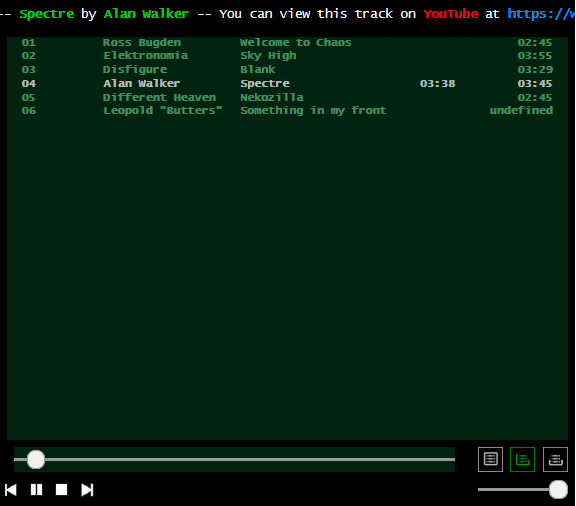 -- Spectre by Alan Walker -- You can view this track on YouTube at https://w
01 Ross Bugden Welcome to Chaos 02:45
02 Elektronomia Sky High 03:55
03 Disfigure Blank 03:29
04 Alan Walker Spectre 03:38 03:45
05 Different Heaven Nekozilla 02:45
06 Leopold "Butters" Something in my front undefined